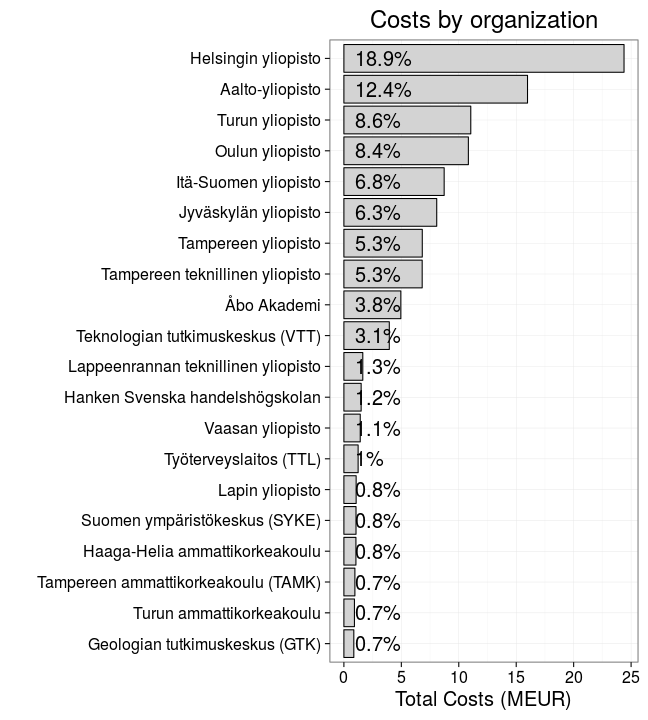 Costs by organization
Helsingin yliopisto 18.9%
Aalto-yliopisto 12.4%
Turun yliopisto 8.6%
Oulun yliopisto 8.4%
Itä-Suomen yliopisto 6.8%
Jyväskylän yliopisto 6.3%
Tampereen yliopisto 5.3%
Tampereen teknillinen yliopisto 5.3%
Åbo Akademi 3.8%
Teknologian tutkimuskeskus (VTT) 3.1%
Lappeenrannan teknillinen yliopisto 1.3%
Hanken Svenska handelshögskolan 1.2%
Vaasan yliopisto 1.1%
Työterveyslaitos (TTL) 1%
Lapin yliopisto 0.8%
Suomen ympäristökeskus (SYKE) 0.8%
Haaga-Helia ammattikorkeakoulu 0.8%
Tampereen ammattikorkeakoulu (TAMK) 0.7%
Turun ammattikorkeakoulu 0.7%
Geologian tutkimuskeskus (GTK) 0.7%
0 5 10 15 20 25
Total Costs (MEUR)